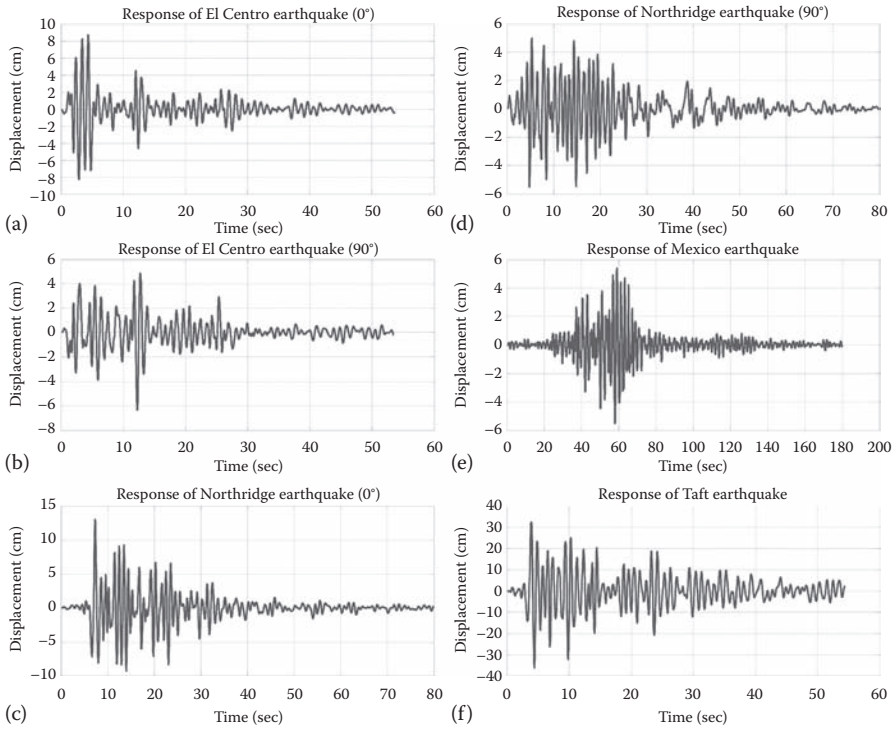 Response of El Centro earthquake (0°)
Displacement (cm)
10
8
6
4
2
0
−2
−4
−6
−8
−10
0 10 20 30 40 50 60
Time (sec)
(a)
Response of El Centro earthquake (90°)
Displacement (cm)
6
4
2
0
−2
−4
−6
−8
0 10 20 30 40 50 60
Time (sec)
(b)
Response of Northridge earthquake (0°)
Displacement (cm)
15
10
5
0
−5
−10
0 10 20 30 40 50 60 70 80
Time (sec)
(c)
Response of Northridge earthquake (90°)
Displacement (cm)
6
4
2
0
−2
−4
−6
0 10 20 30 40 50 60 70 80
Time (sec)
(d)
Response of Mexico earthquake
Displacement (cm)
6
4
2
0
−2
−4
−6
0 20 40 60 80 100 120 140 160 180 200
Time (sec)
(e)
Response of Taft earthquake
Displacement (cm)
40
30
20
10
0
−10
−20
−30
−40
0 10 20 30 40 50 60
Time (sec)
(f)